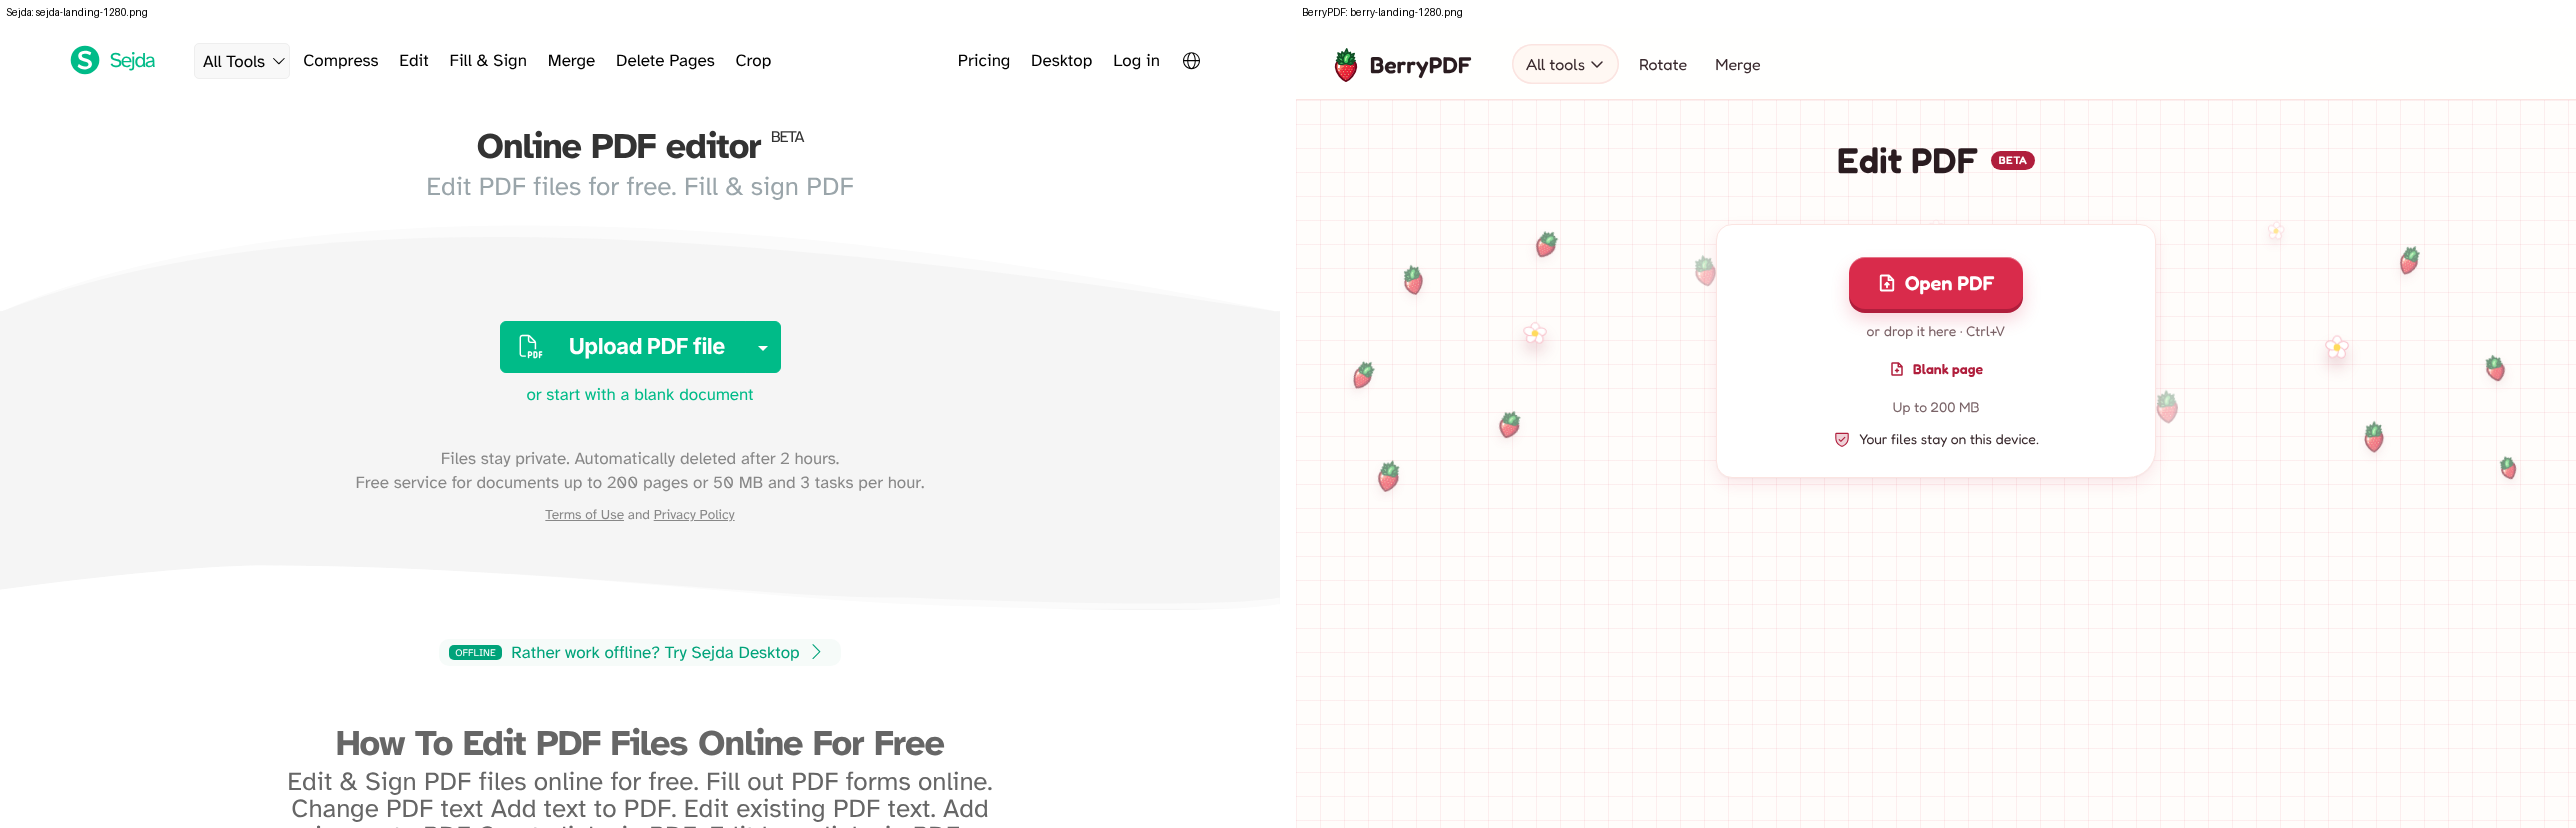 Sejda: sejda-landing-1280.png
Sejda
All Tools
Compress
Edit
Fill & Sign
Merge
Delete Pages
Crop
Pricing
Desktop
Log in
Online PDF editor BETA
Edit PDF files for free. Fill & sign PDF
PDF
Upload PDF file
or start with a blank document
Files stay private. Automatically deleted after 2 hours.
Free service for documents up to 200 pages or 50 MB and 3 tasks per hour.
Terms of Use and Privacy Policy
OFFLINE Rather work offline? Try Sejda Desktop
How To Edit PDF Files Online For Free
Edit & Sign PDF files online for free. Fill out PDF forms online.
Change PDF text Add text to PDF. Edit existing PDF text. Add
BerryPDF: berry-landing-1280.png
BerryPDF
All tools
Rotate
Merge
Edit PDF BETA
Open PDF
or drop it here · Ctrl+V
Blank page
Up to 200 MB
Your files stay on this device.